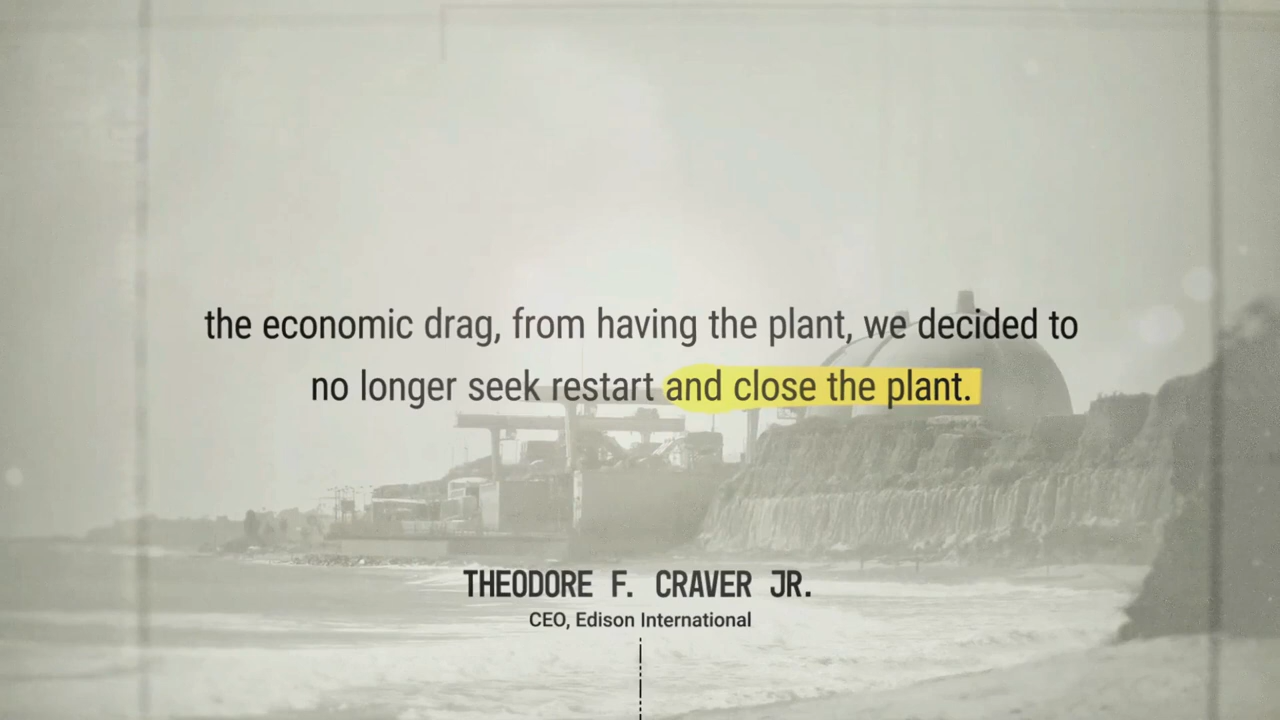 the economic drag, from having the plant, we decided to
no longer seek restart and close the plant.
THEODORE F. CRAVER JR.
CEO, Edison International